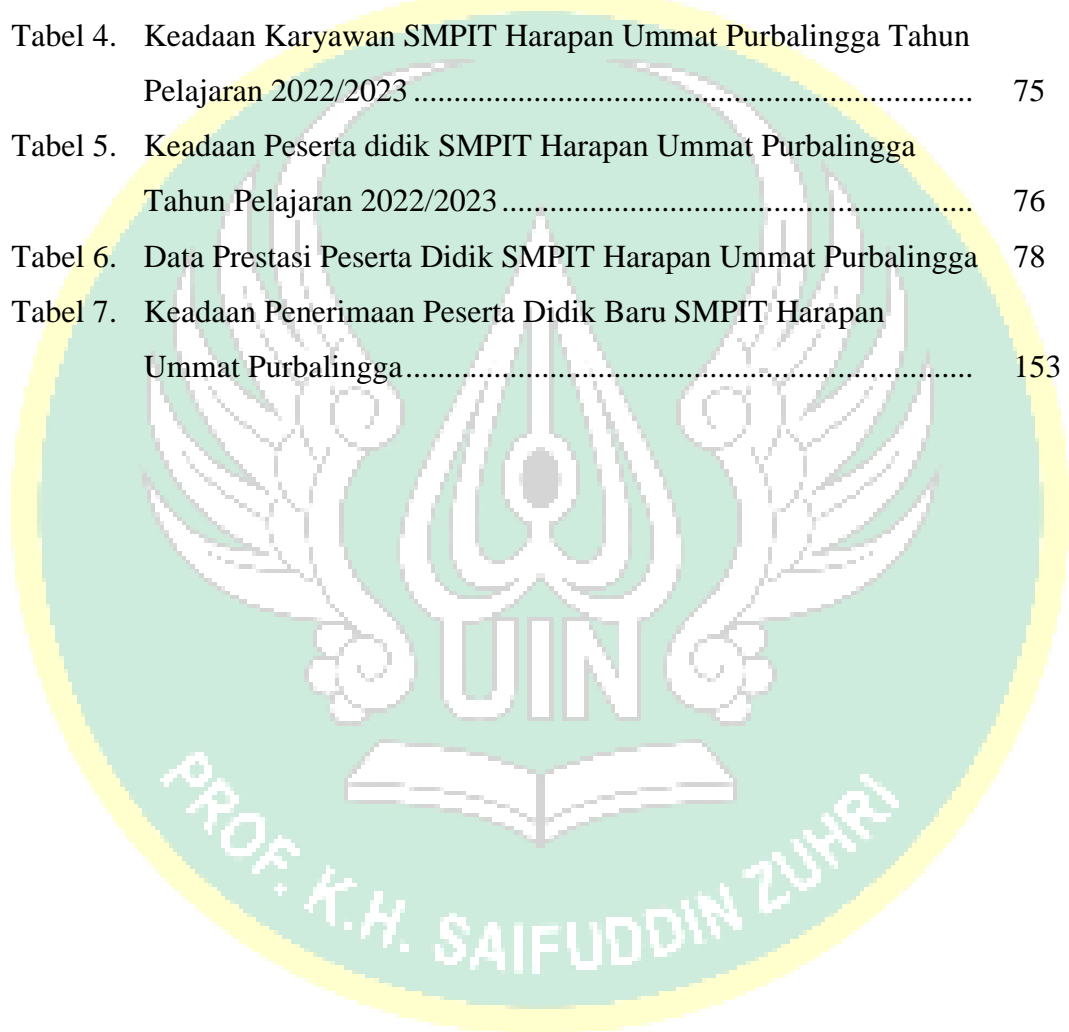 Tabel 4. Keadaan Karyawan SMPIT Harapan Ummat Purbalingga Tahun
Pelajaran 2022/2023 ..................................................................... 75
Tabel 5. Keadaan Peserta didik SMPIT Harapan Ummat Purbalingga
Tahun Pelajaran 2022/2023 .......................................................... 76
Tabel 6. Data Prestasi Peserta Didik SMPIT Harapan Ummat Purbalingga 78
Tabel 7. Keadaan Penerimaan Peserta Didik Baru SMPIT Harapan
Ummat Purbalingga ...................................................................... 153
UIN
PROF. K.H. SAIFUDDIN ZUHRI